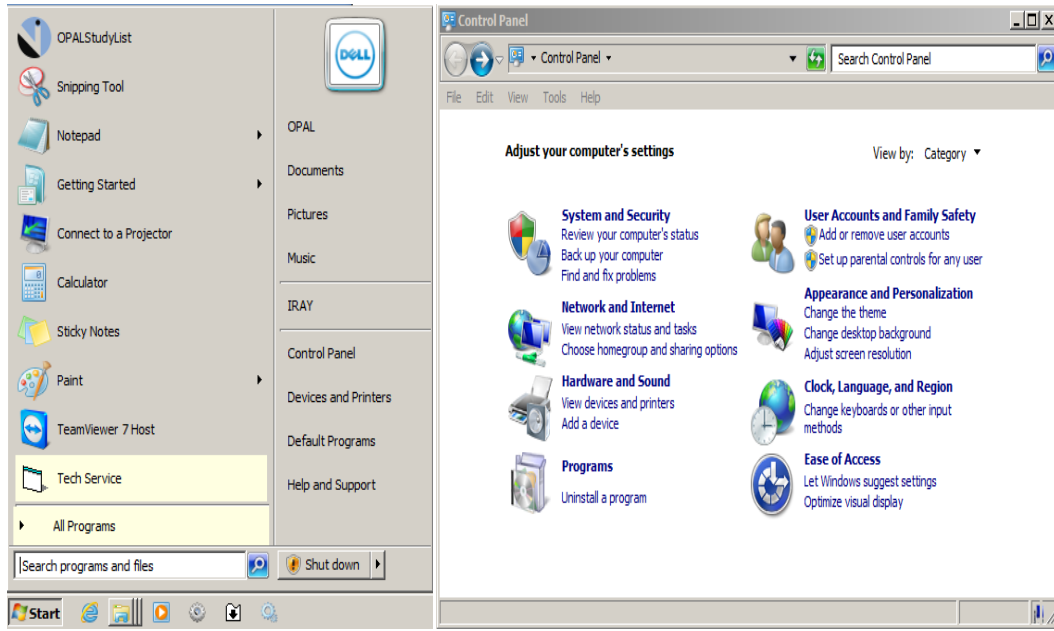 OPALStudyList
Snipping Tool
Notepad
Getting Started
Connect to a Projector
Calculator
Sticky Notes
Paint
TeamViewer 7 Host
Tech Service
All Programs
Search programs and files
DELL
OPAL
Documents
Pictures
Music
IRAY
Control Panel
Devices and Printers
Default Programs
Help and Support
Shut down
Start
Control Panel
Control Panel
Search Control Panel
File Edit View Tools Help
Adjust your computer's settings
View by: Category
System and Security
Review your computer's status
Back up your computer
Find and fix problems
Network and Internet
View network status and tasks
Choose homegroup and sharing options
Hardware and Sound
View devices and printers
Add a device
Programs
Uninstall a program
User Accounts and Family Safety
Add or remove user accounts
Set up parental controls for any user
Appearance and Personalization
Change the theme
Change desktop background
Adjust screen resolution
Clock, Language, and Region
Change keyboards or other input
methods
Ease of Access
Let Windows suggest settings
Optimize visual display